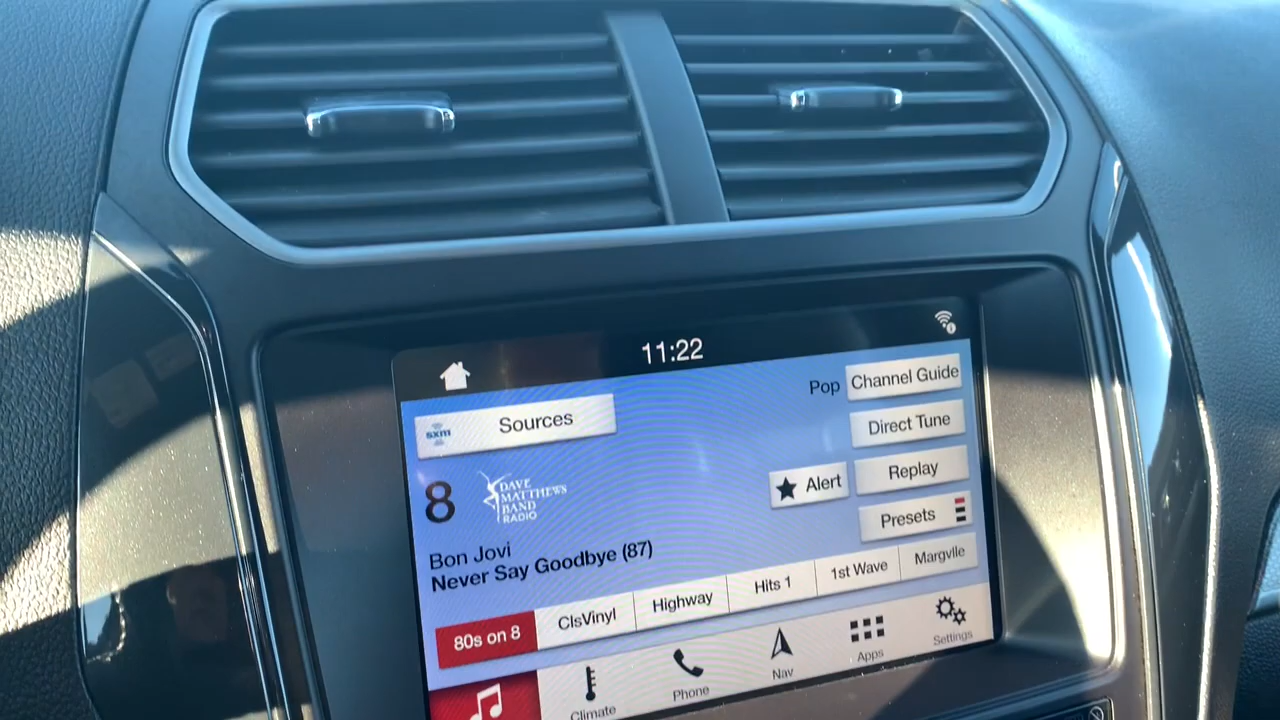 11:22
Pop
Channel Guide
sxm
Sources
Direct Tune
8
DAVE
MATTHEWS
BAND
RADIO
Alert
Replay
Presets
Bon Jovi
Never Say Goodbye (87)
80s on 8
ClsVinyl
Highway
Hits 1
1st Wave
Margvlle
Climate
Phone
Nav
Apps
Settings